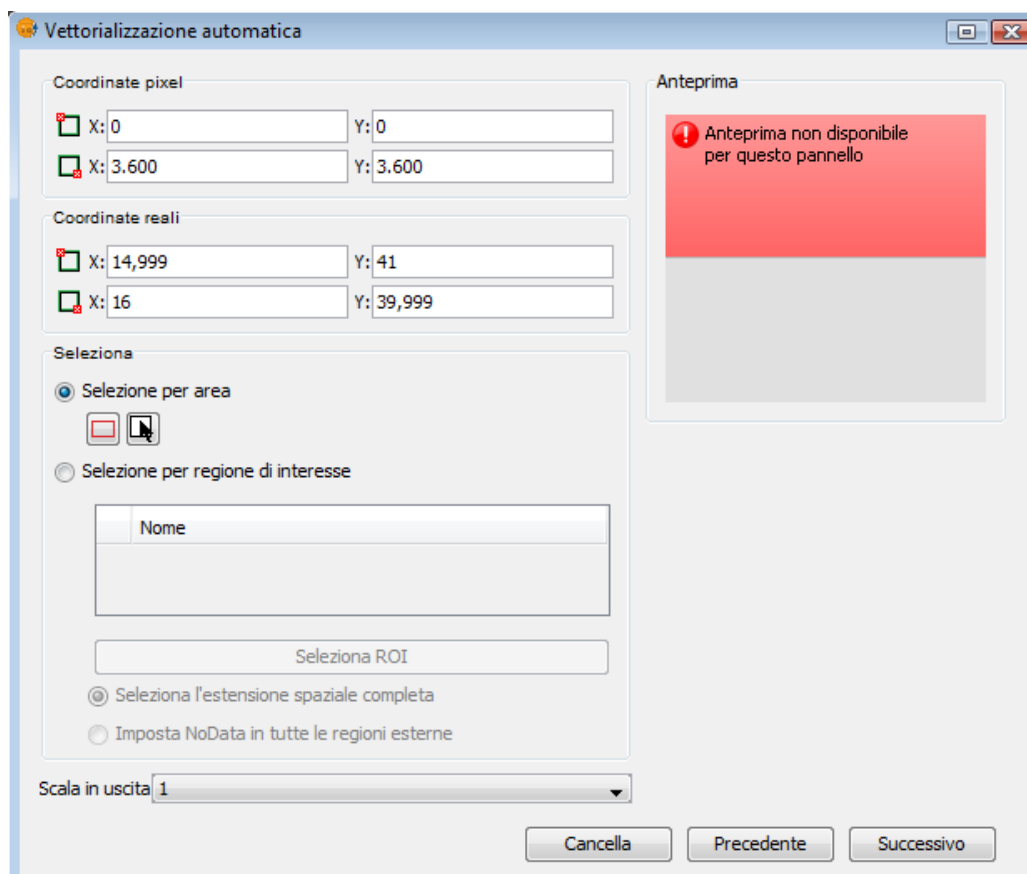 Vettorializzazione automatica
Coordinate pixel
X: 0 Y: 0
X: 3.600 Y: 3.600
Coordinate reali
X: 14,999 Y: 41
X: 16 Y: 39,999
Seleziona
Selezione per area
Selezione per regione di interesse
Nome
Seleziona ROI
Seleziona l'estensione spaziale completa
Imposta NoData in tutte le regioni esterne
Scala in uscita 1
Anteprima
Anteprima non disponibile
per questo pannello
Cancella Precedente Successivo